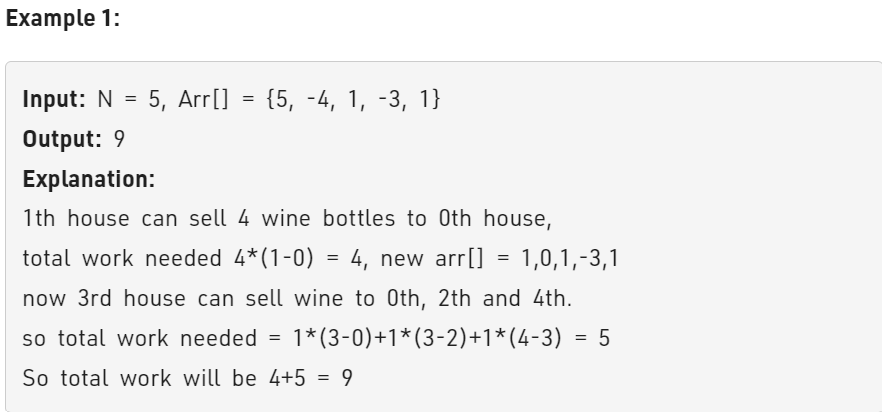 Example 1:
Input: N = 5, Arr[] = {5, -4, 1, -3, 1}
Output: 9
Explanation:
1th house can sell 4 wine bottles to 0th house,
total work needed 4*(1-0) = 4, new arr[] = 1,0,1,-3,1
now 3rd house can sell wine to 0th, 2th and 4th.
so total work needed = 1*(3-0)+1*(3-2)+1*(4-3) = 5
So total work will be 4+5 = 9